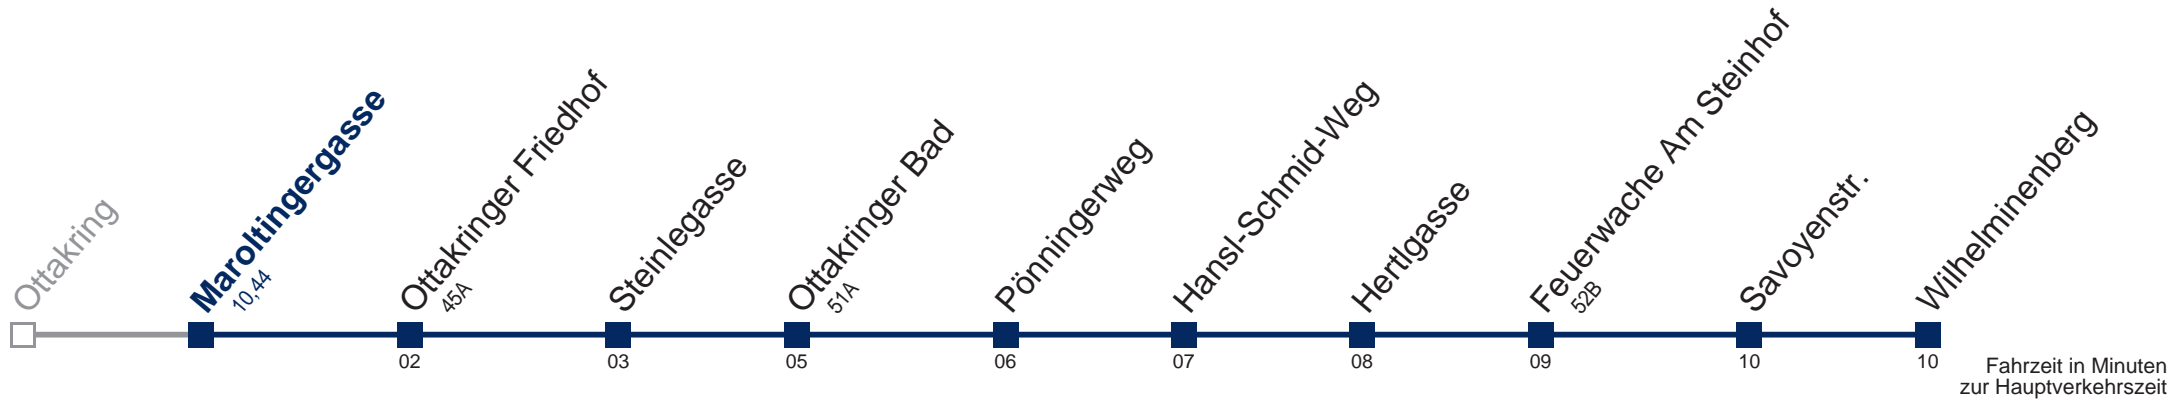 Ottakring
Maroltingergasse
10,44
Ottakringer Friedhof
45A
Steinlegasse
Ottakringer Bad
51A
Pönningerweg
Hansl-Schmid-Weg
Hertlgasse
Feuerwache Am Steinhof
52B
Savoyenstr.
Wilhelminenberg
02
03
05
06
07
08
09
10
10
Fahrzeit in Minuten
zur Hauptverkehrszeit